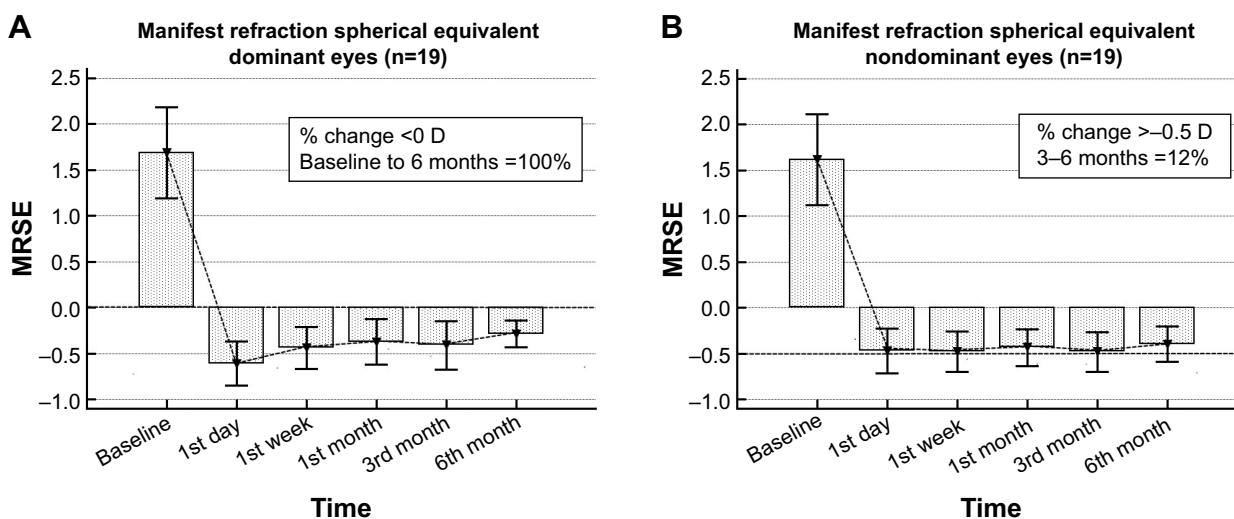 A
Manifest refraction spherical equivalent
dominant eyes (n=19)
2.5
2.0
1.5
1.0
0.5
0.0
–0.5
–1.0
MRSE
% change <0 D
Baseline to 6 months =100%
Baseline
1st day
1st week
1st month
3rd month
6th month
Time
B
Manifest refraction spherical equivalent
nondominant eyes (n=19)
2.5
2.0
1.5
1.0
0.5
0.0
–0.5
–1.0
MRSE
% change >–0.5 D
3–6 months =12%
Baseline
1st day
1st week
1st month
3rd month
6th month
Time